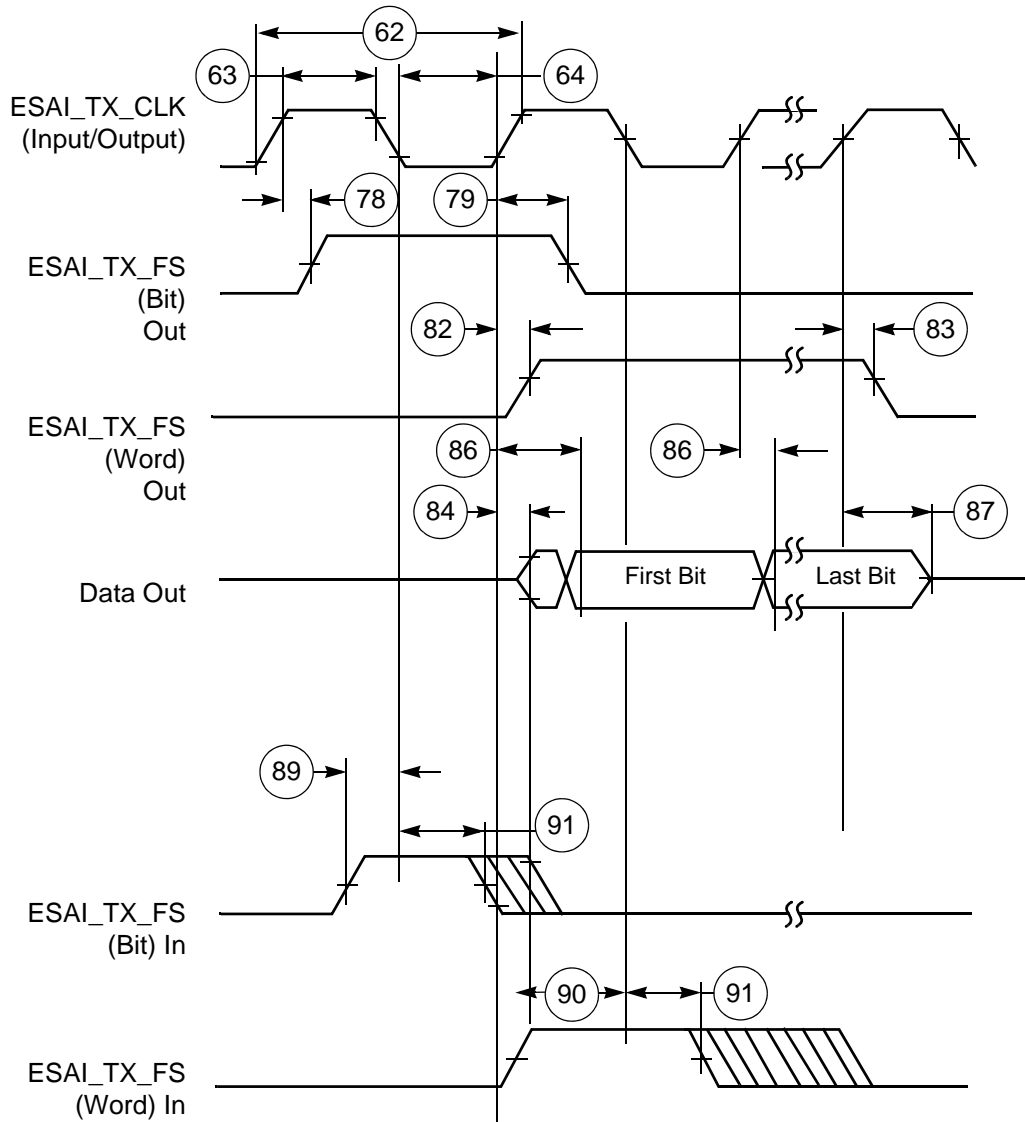 62
63
64
ESAI_TX_CLK
(Input/Output)
78
79
ESAI_TX_FS
(Bit)
Out
82
83
ESAI_TX_FS
(Word)
Out
86
86
84
87
Data Out
First Bit
Last Bit
89
91
ESAI_TX_FS
(Bit) In
90
91
ESAI_TX_FS
(Word) In